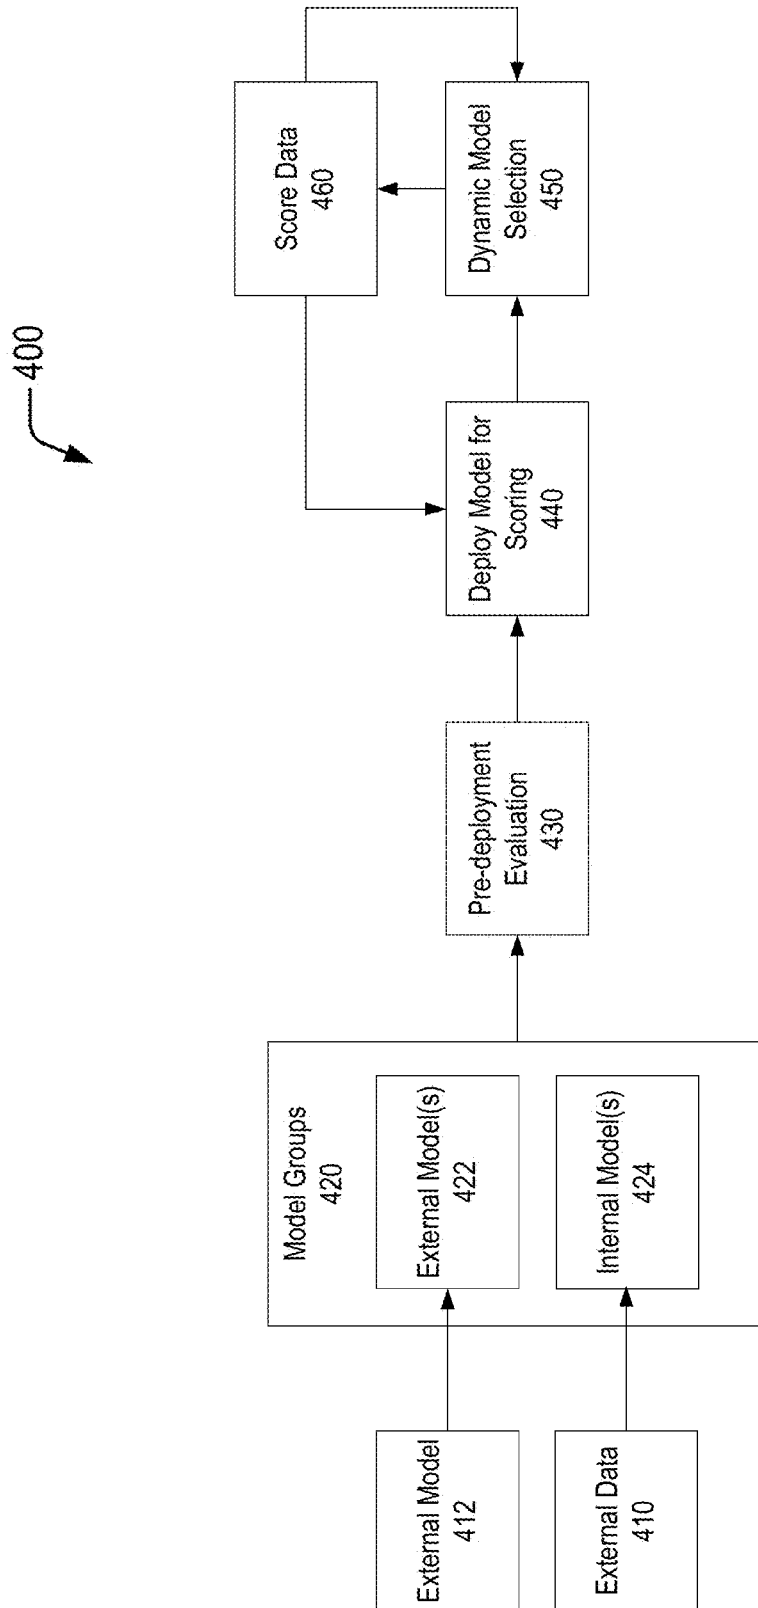 400
External Model
412
External Data
410
Model Groups
420
External Model(s)
422
Internal Model(s)
424
Pre-deployment
Evaluation
430
Deploy Model for
Scoring
440
Score Data
460
Dynamic Model
Selection
450